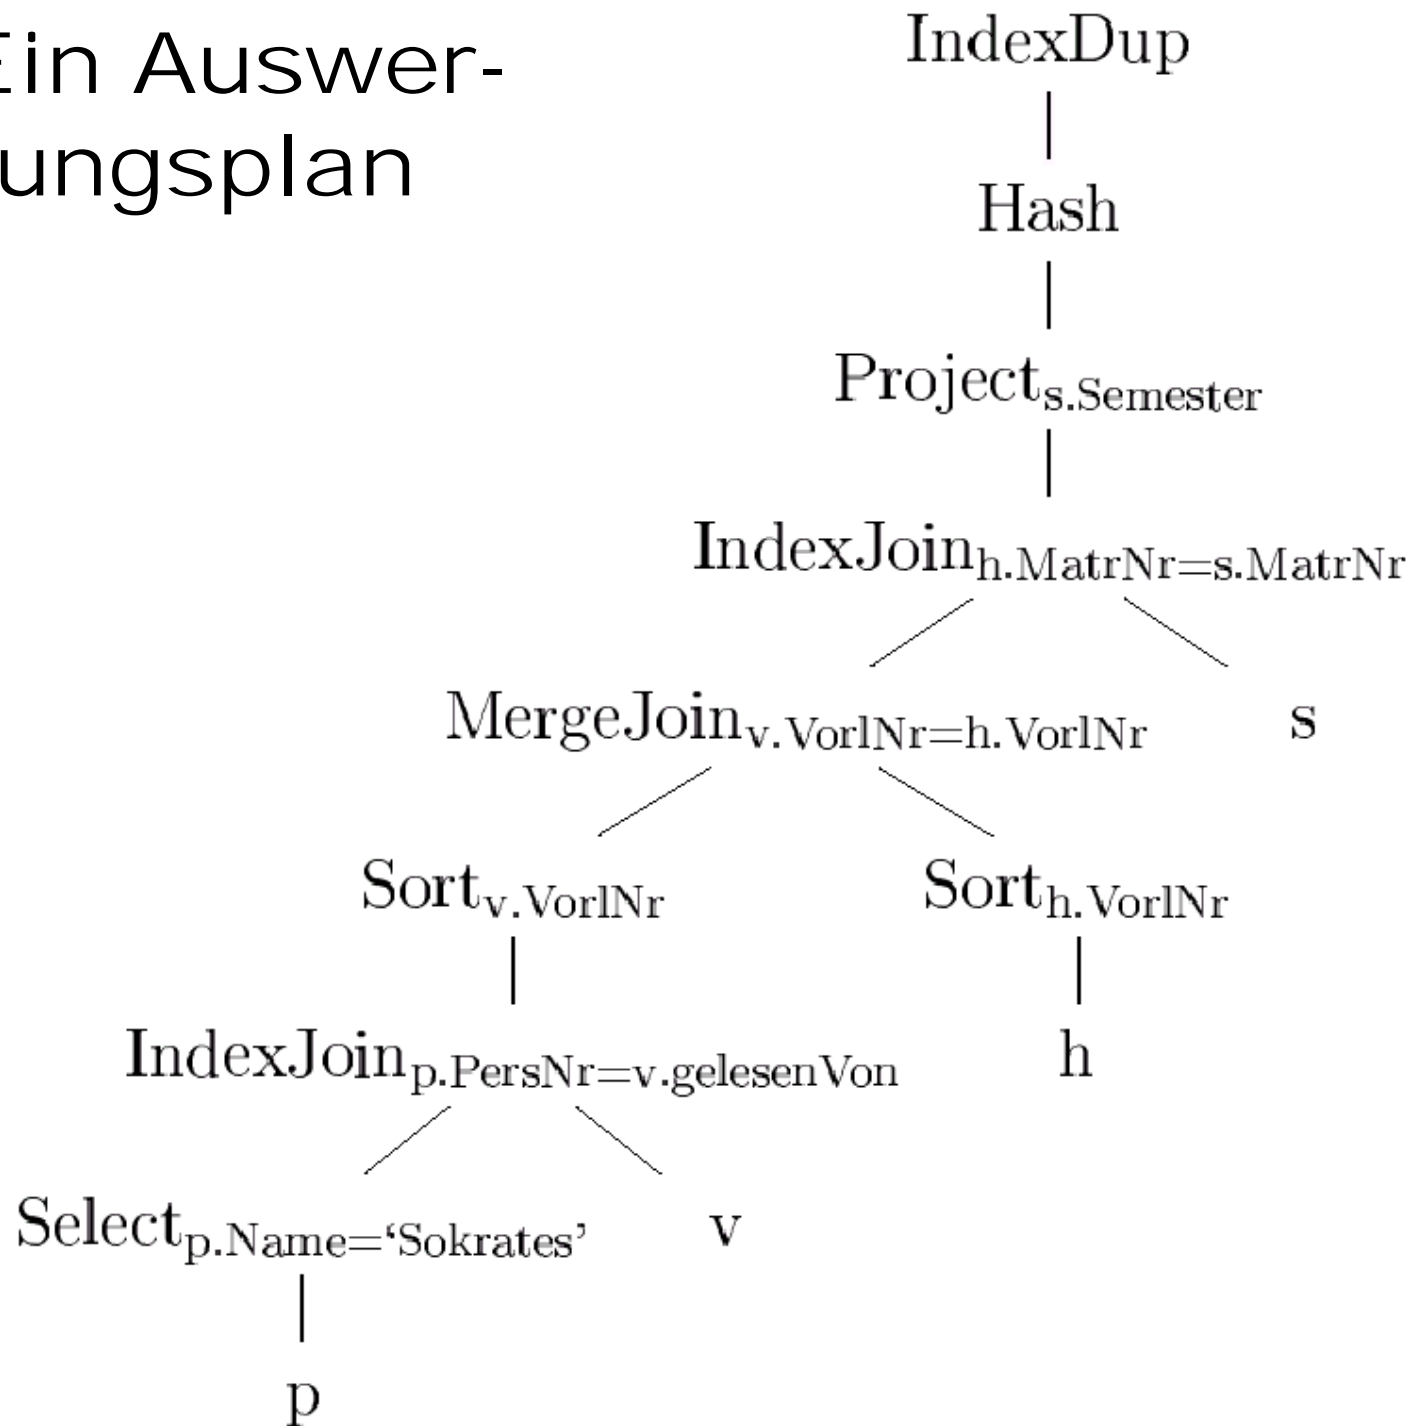 Ein Auswer-
ungsplan
IndexDup
Hash
Project s.Semester
IndexJoin h.MatrNr=s.MatrNr
MergeJoin v.VorlNr=h.VorlNr
s
Sort v.VorlNr
Sort h.VorlNr
IndexJoin p.PersNr=v.gelesenVon
h
Select p.Name=‘Sokrates’
v
p